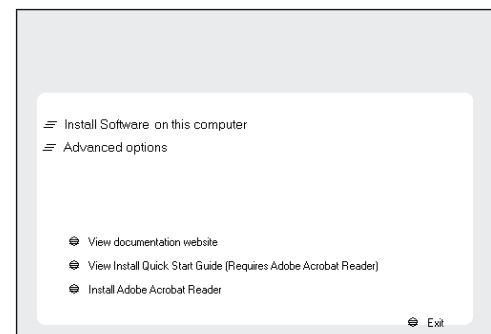 Install Software on this computer
Advanced options
View documentation website
View Install Quick Start Guide (Requires Adobe Acrobat Reader)
Install Adobe Acrobat Reader
Exit